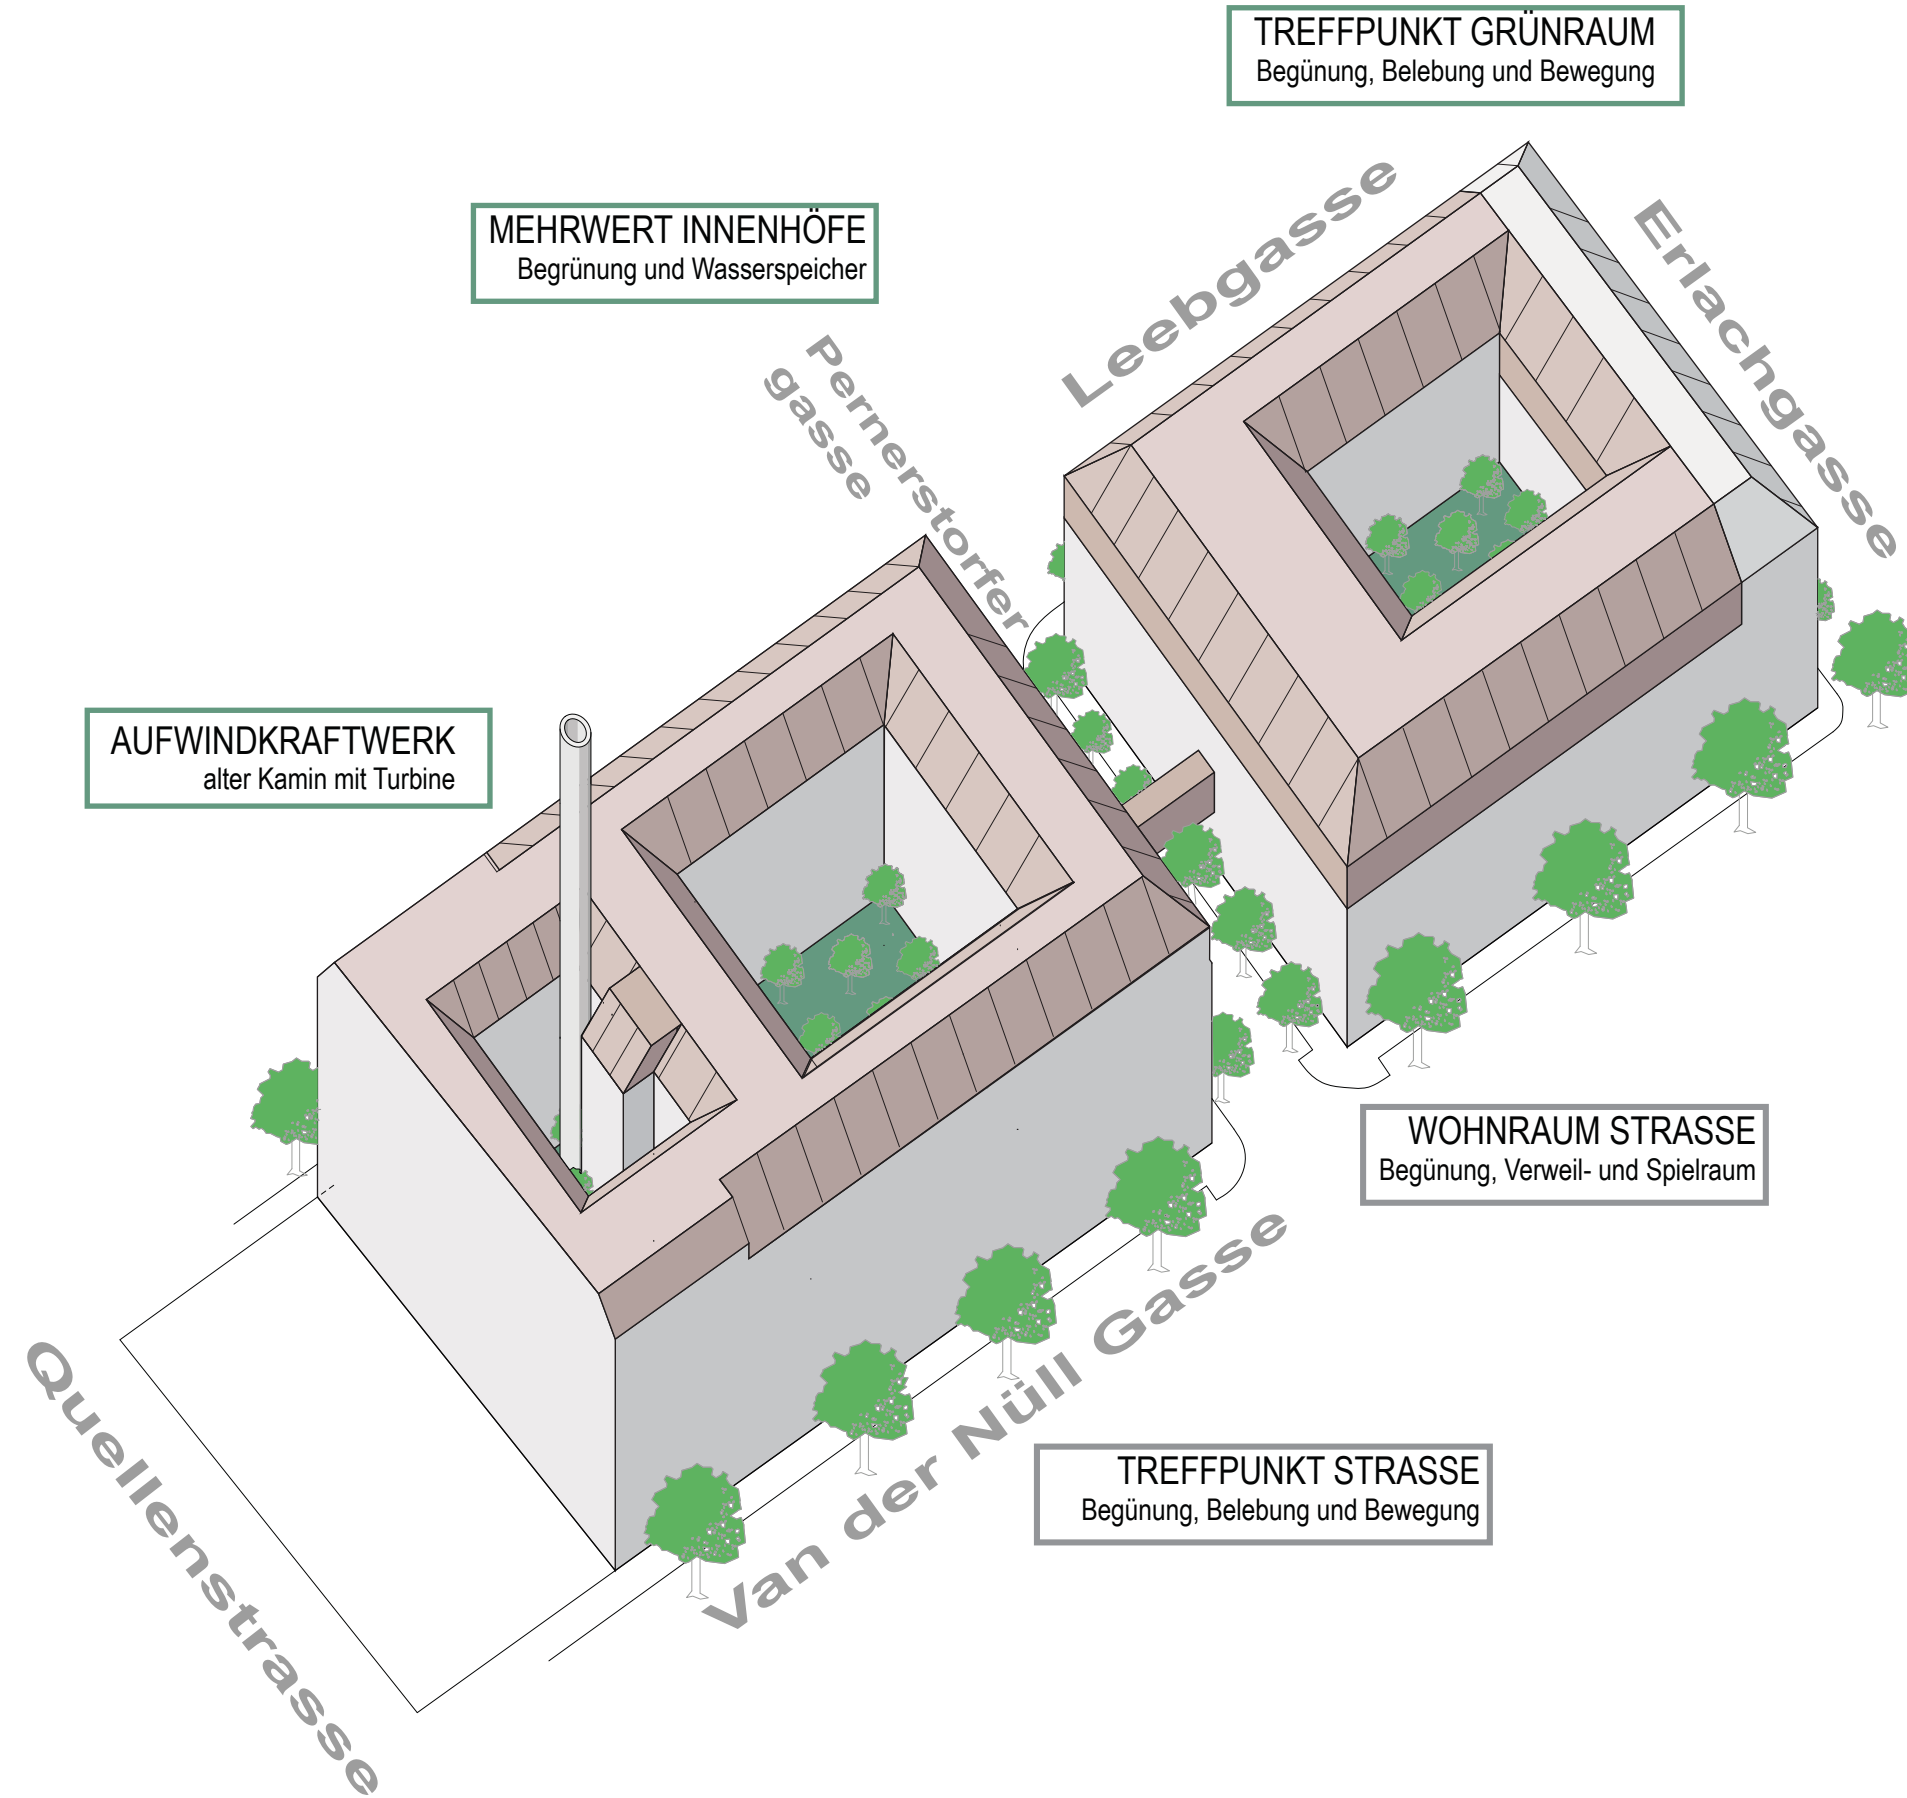 TREFFPUNKT GRÜNRAUM
Begünung, Belebung und Bewegung
MEHRWERT INNENHÖFE
Begrünung und Wasserspeicher
Leebgasse
Erlachgasse
Pernerstorfer
gasse
AUFWINDKRAFTWERK
alter Kamin mit Turbine
WOHNRAUM STRASSE
Begünung, Verweil- und Spielraum
Van der Nüll Gasse
Quellenstrasse
TREFFPUNKT STRASSE
Begünung, Belebung und Bewegung